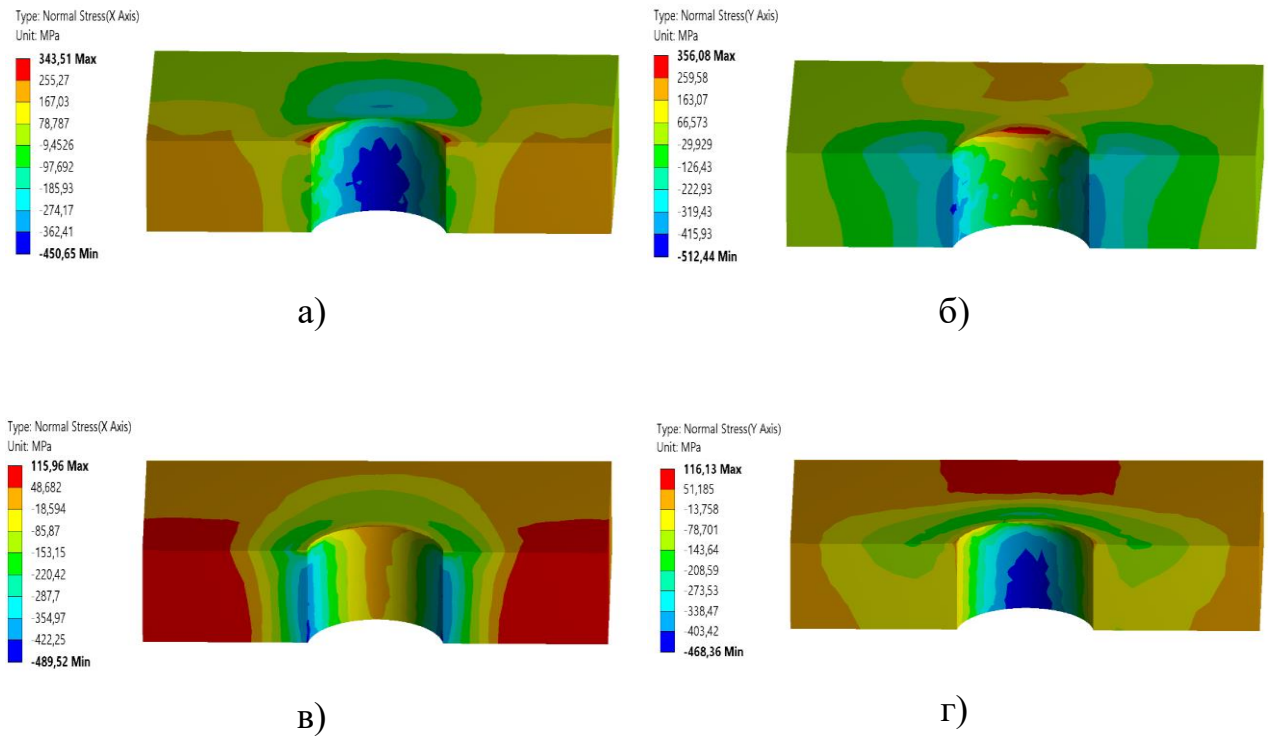 Type: Normal Stress(X Axis)
Unit: MPa
343,51 Max
255,27
167,03
78,787
-9,4526
-97,692
-185,93
-274,17
-362,41
-450,65 Min
а)
Type: Normal Stress(Y Axis)
Unit: MPa
356,08 Max
259,58
163,07
66,573
-29,929
-126,43
-222,93
-319,43
-415,93
-512,44 Min
б)
Type: Normal Stress(X Axis)
Unit: MPa
115,96 Max
48,682
-18,594
-85,87
-153,15
-220,42
-287,7
-354,97
-422,25
-489,52 Min
в)
Type: Normal Stress(Y Axis)
Unit: MPa
116,13 Max
51,185
-13,758
-78,701
-143,64
-208,59
-273,53
-338,47
-403,42
-468,36 Min
г)